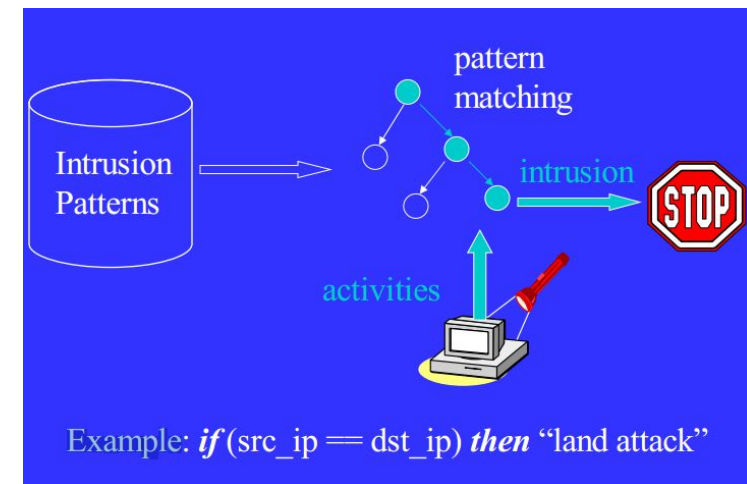 pattern
matching
Intrusion
Patterns
intrusion
STOP
activities
Example: if (src_ip == dst_ip) then “land attack”